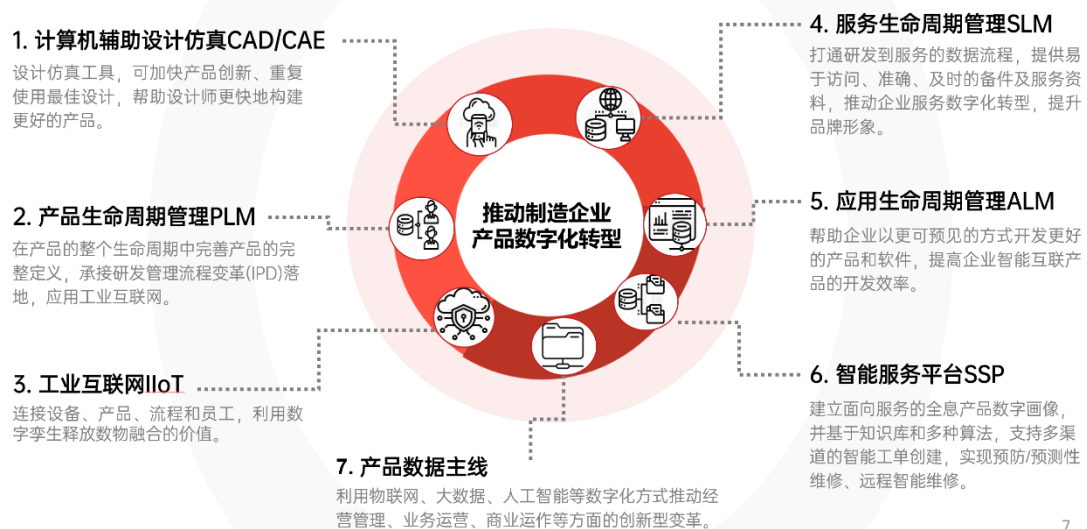 1. 计算机辅助设计仿真CAD/CAE
设计仿真工具，可加快产品创新、重复
使用最佳设计，帮助设计师更快地构建
更好的产品。
2. 产品生命周期管理PLM
在产品的整个生命周期中完善产品的完
整定义，承接研发管理流程变革(IPD)落
地，应用工业互联网。
3. 工业互联网IIoT
连接设备、产品、流程和员工，利用数
字孪生释放数物融合的价值。
推动制造企业
产品数字化转型
4. 服务生命周期管理SLM
打通研发到服务的数据流程，提供易
于访问、准确、及时的备件及服务资
料，推动企业服务数字化转型，提升
品牌形象。
5. 应用生命周期管理ALM
帮助企业以更可预见的方式开发更好
的产品和软件，提高企业智能互联产
品的开发效率。
6. 智能服务平台SSP
建立面向服务的全息产品数字画像，
并基于知识库和多种算法，支持多渠
道的智能工单创建，实现预防/预测性
维修、远程智能维修。
7. 产品数据主线
利用物联网、大数据、人工智能等数字化方式推动经
营管理、业务运营、商业运作等方面的创新型变革。
7